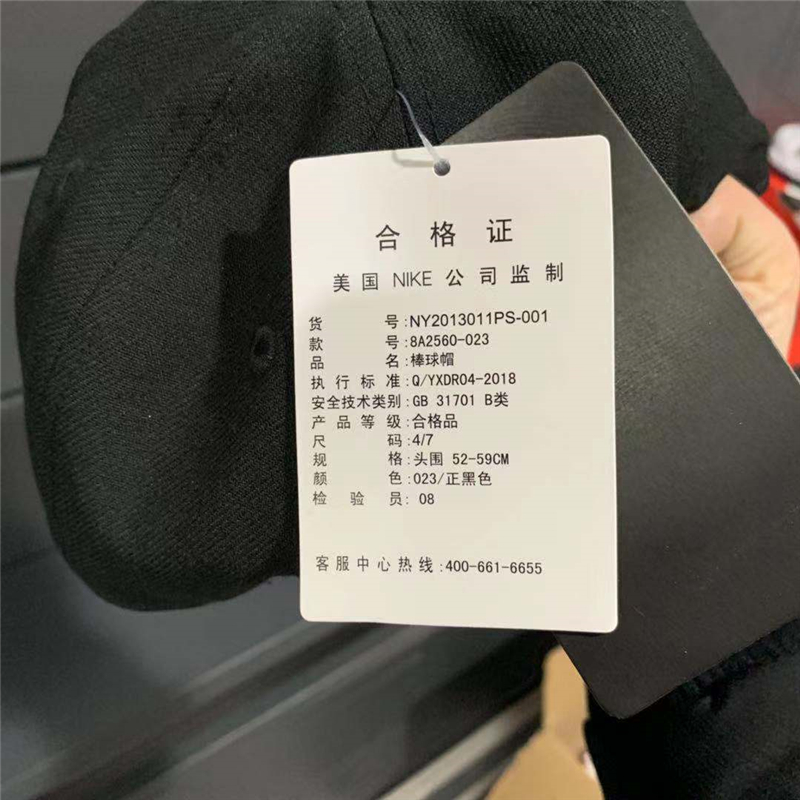 合格证
美国 NIKE 公司监制
货号:NY2013011PS-001
款号:8A2560-023
品名:棒球帽
执行标准:Q/YXDR04-2018
安全技术类别:GB 31701 B类
产品等级:合格品
尺码:4/7
规格:头围 52-59CM
颜色:023/正黑色
检验员: 08
客服中心热线:400-661-6655